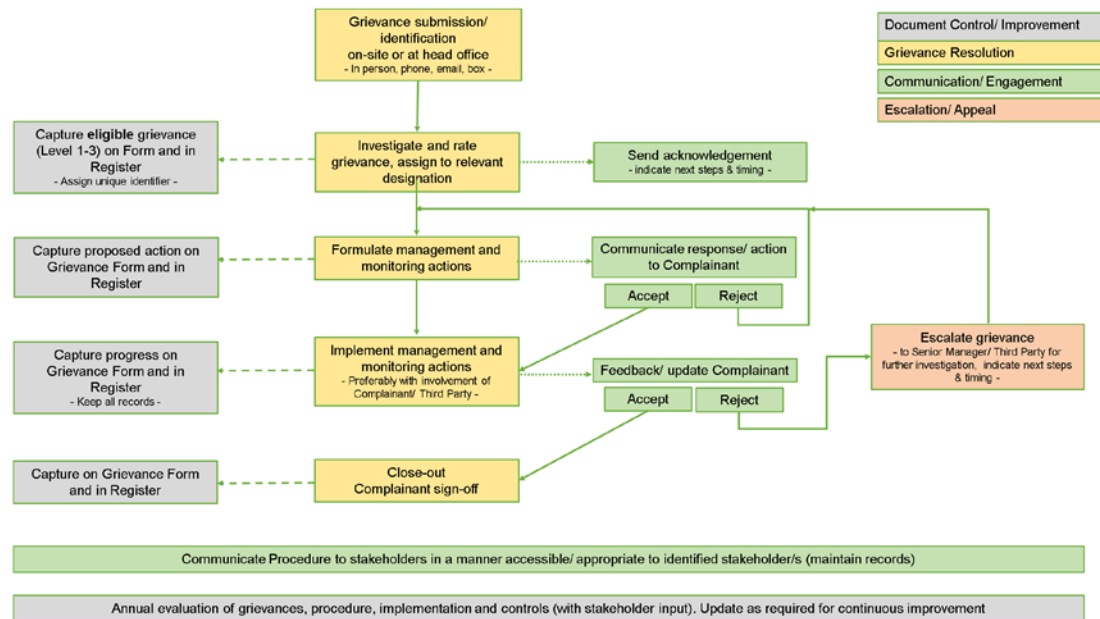 Grievance submission/
identification
on-site or at head office
- In person, phone, email, box -
Document Control/ Improvement
Grievance Resolution
Communication/ Engagement
Escalation/ Appeal
Capture eligible grievance
(Level 1-3) on Form and in
Register
- Assign unique identifier -
Investigate and rate
grievance, assign to relevant
designation
Send acknowledgement
- indicate next steps & timing -
Capture proposed action on
Grievance Form and in
Register
Formulate management and
monitoring actions
Communicate response/ action
to Complainant
Accept
Reject
Capture progress on
Grievance Form and in
Register
- Keep all records -
Implement management and
monitoring actions
- Preferably with involvement of
Complainant/ Third Party -
Feedback/ update Complainant
Accept
Reject
Escalate grievance
- to Senior Manager/ Third Party for
further investigation, indicate next steps
& timing -
Capture on Grievance Form
and in Register
Close-out
Complainant sign-off
Communicate Procedure to stakeholders in a manner accessible/ appropriate to identified stakeholder/s (maintain records)
Annual evaluation of grievances, procedure, implementation and controls (with stakeholder input). Update as required for continuous improvement